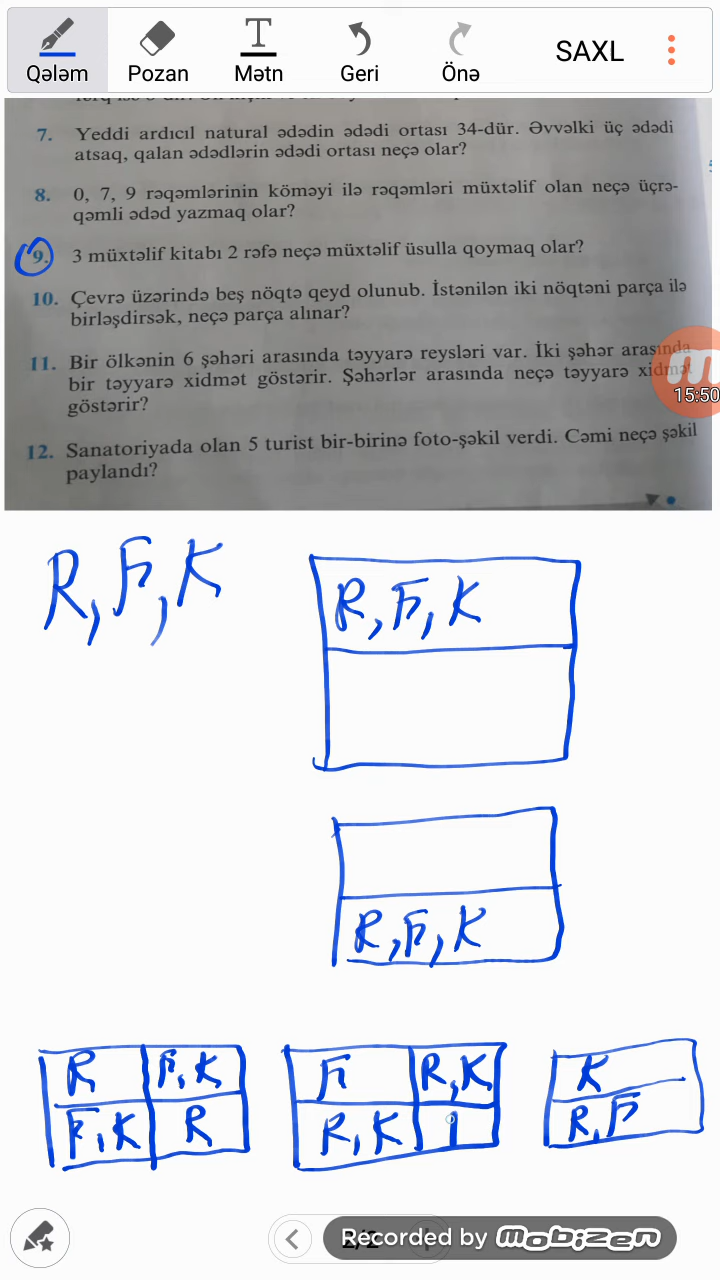 SAXL
Qələm Pozan Mətn Geri Önə
7. Yeddi ardıcıl natural ədədin ədədi ortası 34-dür. Əvvəlki üç ədədi
atsaq, qalan ədədlərin ədədi ortası neçə olar?
8. 0, 7, 9 rəqəmlərinin köməyi ilə rəqəmləri müxtəlif olan neçə üçrə-
qəmli ədəd yazmaq olar?
9. 3 müxtəlif kitabı 2 rəfə neçə müxtəlif üsulla qoymaq olar?
10. Çevrə üzərində beş nöqtə qeyd olunub. İstənilən iki nöqtəni parça ilə
birləşdirsək, neçə parça alınar?
11. Bir ölkənin 6 şəhəri arasında təyyarə reysləri var. İki şəhər arasında
bir təyyarə xidmət göstərir. Şəhərlər arasında neçə təyyarə xidmət
göstərir?
15:50
12. Sanatoriyada olan 5 turist bir-birinə foto-şəkil verdi. Cəmi neçə şəkil
paylandı?
R, F, K
R, F, K
R, F, K
R F, K
F, K R
F R, K
R, K
K
R, F
2/2
Recorded by mobizen